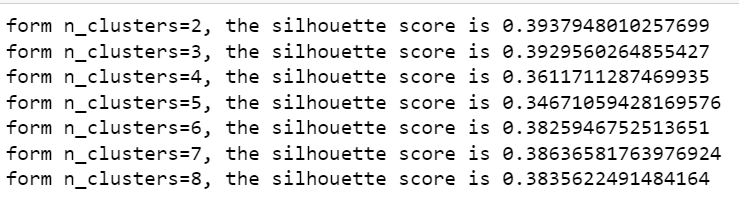 form n_clusters=2, the silhouette score is 0.3937948010257699
form n_clusters=3, the silhouette score is 0.3929560264855427
form n_clusters=4, the silhouette score is 0.3611711287469935
form n_clusters=5, the silhouette score is 0.34671059428169576
form n_clusters=6, the silhouette score is 0.3825946752513651
form n_clusters=7, the silhouette score is 0.38636581763976924
form n_clusters=8, the silhouette score is 0.3835622491484164